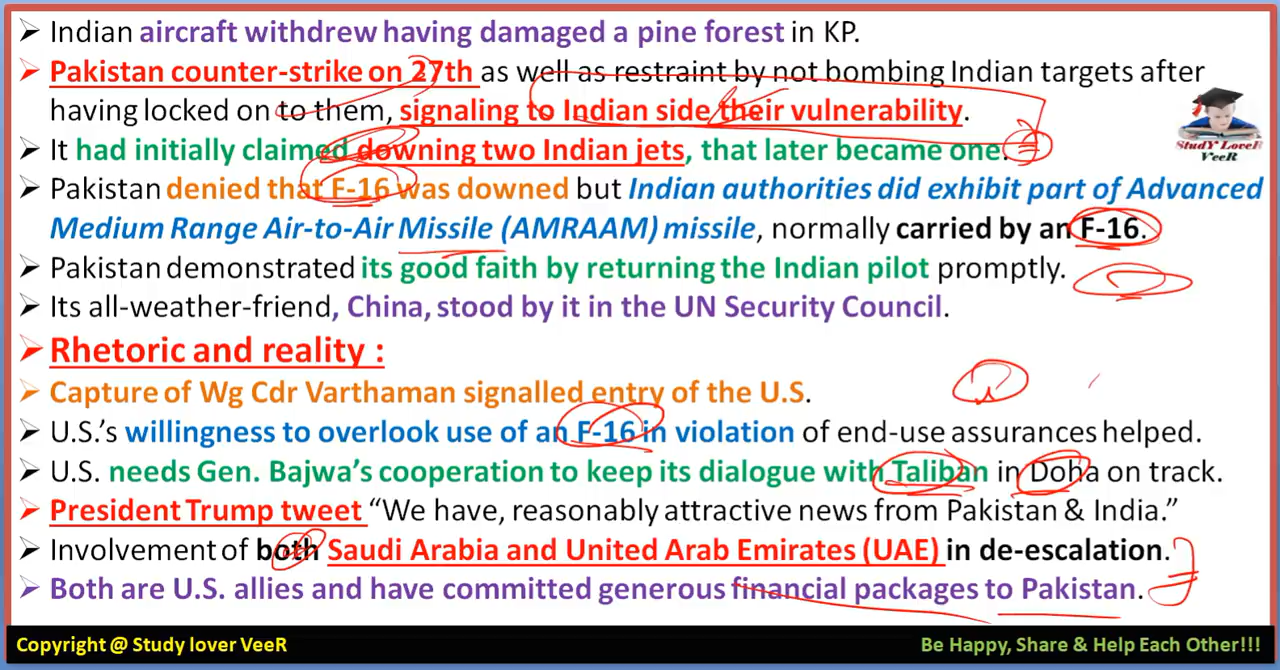 ➢ Indian aircraft withdrew having damaged a pine forest in KP.
➢ Pakistan counter-strike on 27th as well as restraint by not bombing Indian targets after
having locked on to them, signaling to Indian side their vulnerability.
➢ It had initially claimed downing two Indian jets, that later became one.
➢ Pakistan denied that F-16 was downed but Indian authorities did exhibit part of Advanced
Medium Range Air-to-Air Missile (AMRAAM) missile, normally carried by an F-16.
➢ Pakistan demonstrated its good faith by returning the Indian pilot promptly.
➢ Its all-weather-friend, China, stood by it in the UN Security Council.
➢ Rhetoric and reality :
➢ Capture of Wg Cdr Varthaman signalled entry of the U.S.
➢ U.S.’s willingness to overlook use of an F-16 in violation of end-use assurances helped.
➢ U.S. needs Gen. Bajwa’s cooperation to keep its dialogue with Taliban in Doha on track.
➢ President Trump tweet “We have, reasonably attractive news from Pakistan & India.”
➢ Involvement of both Saudi Arabia and United Arab Emirates (UAE) in de-escalation.
➢ Both are U.S. allies and have committed generous financial packages to Pakistan.
StudY LoveR
VeeR
Copyright @ Study lover VeeR
Be Happy, Share & Help Each Other!!!